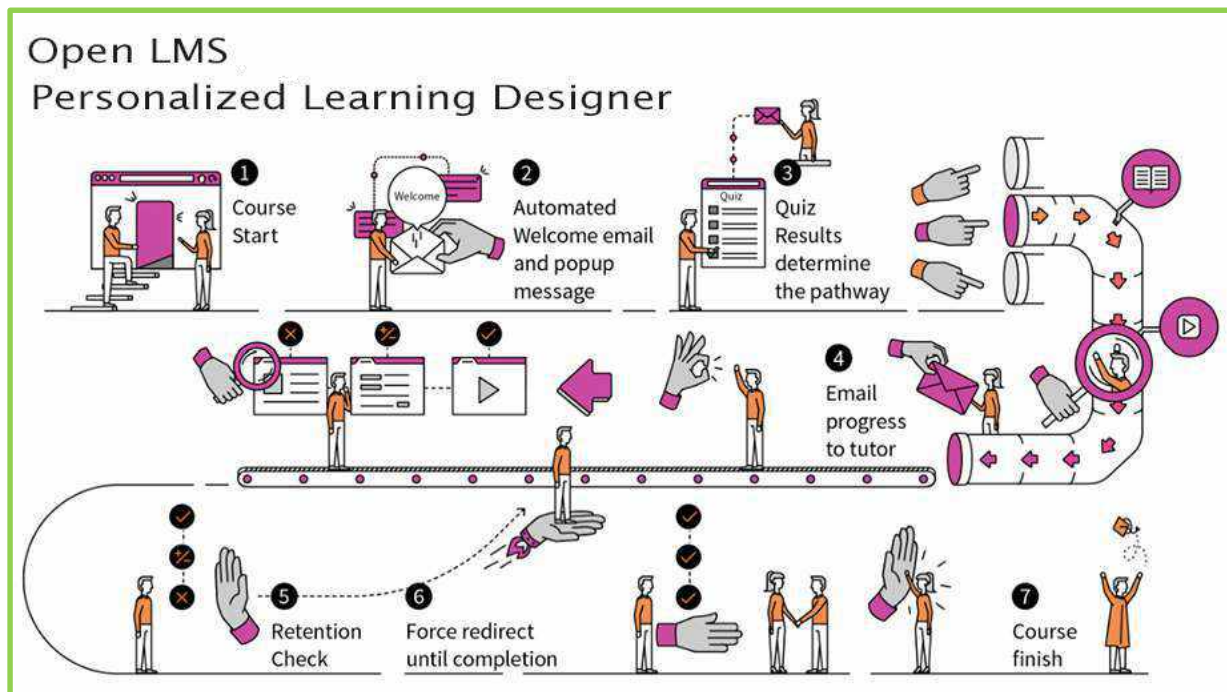 Open LMS
Personalized Learning Designer
1
Course
Start
Welcome
2
Automated
Welcome email
and popup
message
Quiz
3
Quiz
Results
determine
the pathway
4
Email
progress
to tutor
5
Retention
Check
6
Force redirect
until completion
7
Course
finish